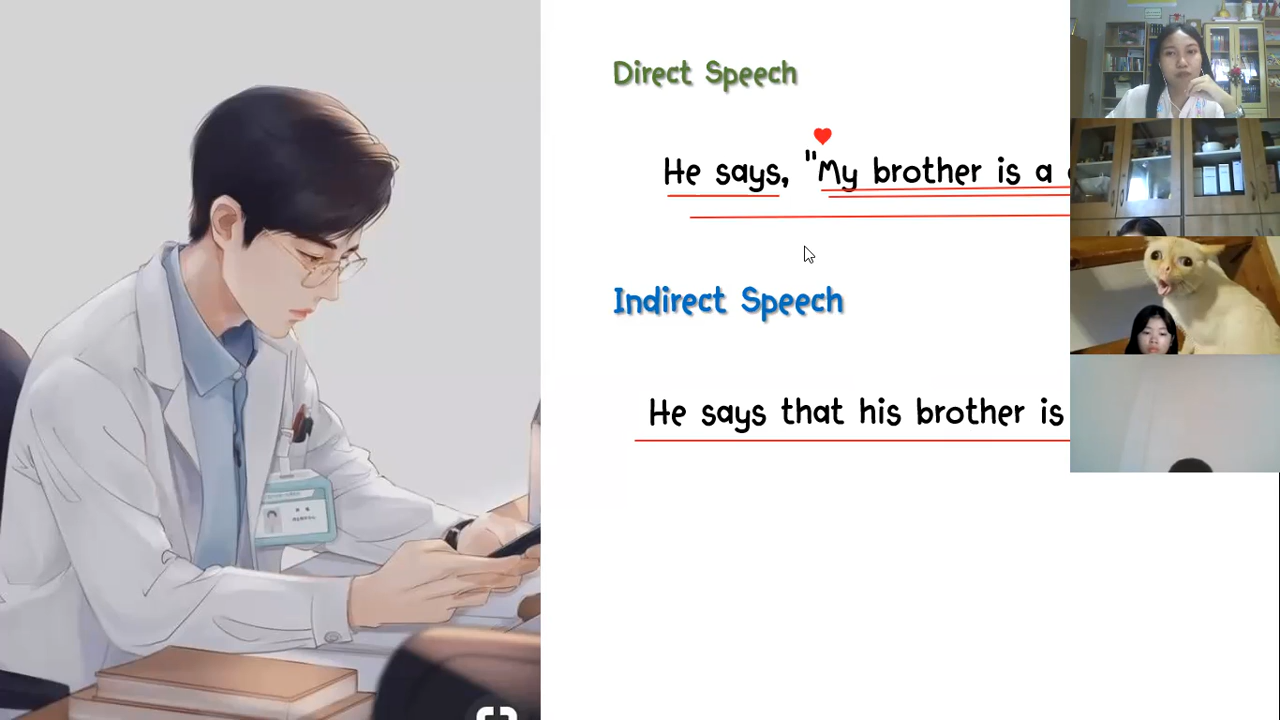 Direct Speech
He says, "My brother is a
Indirect Speech
He says that his brother is